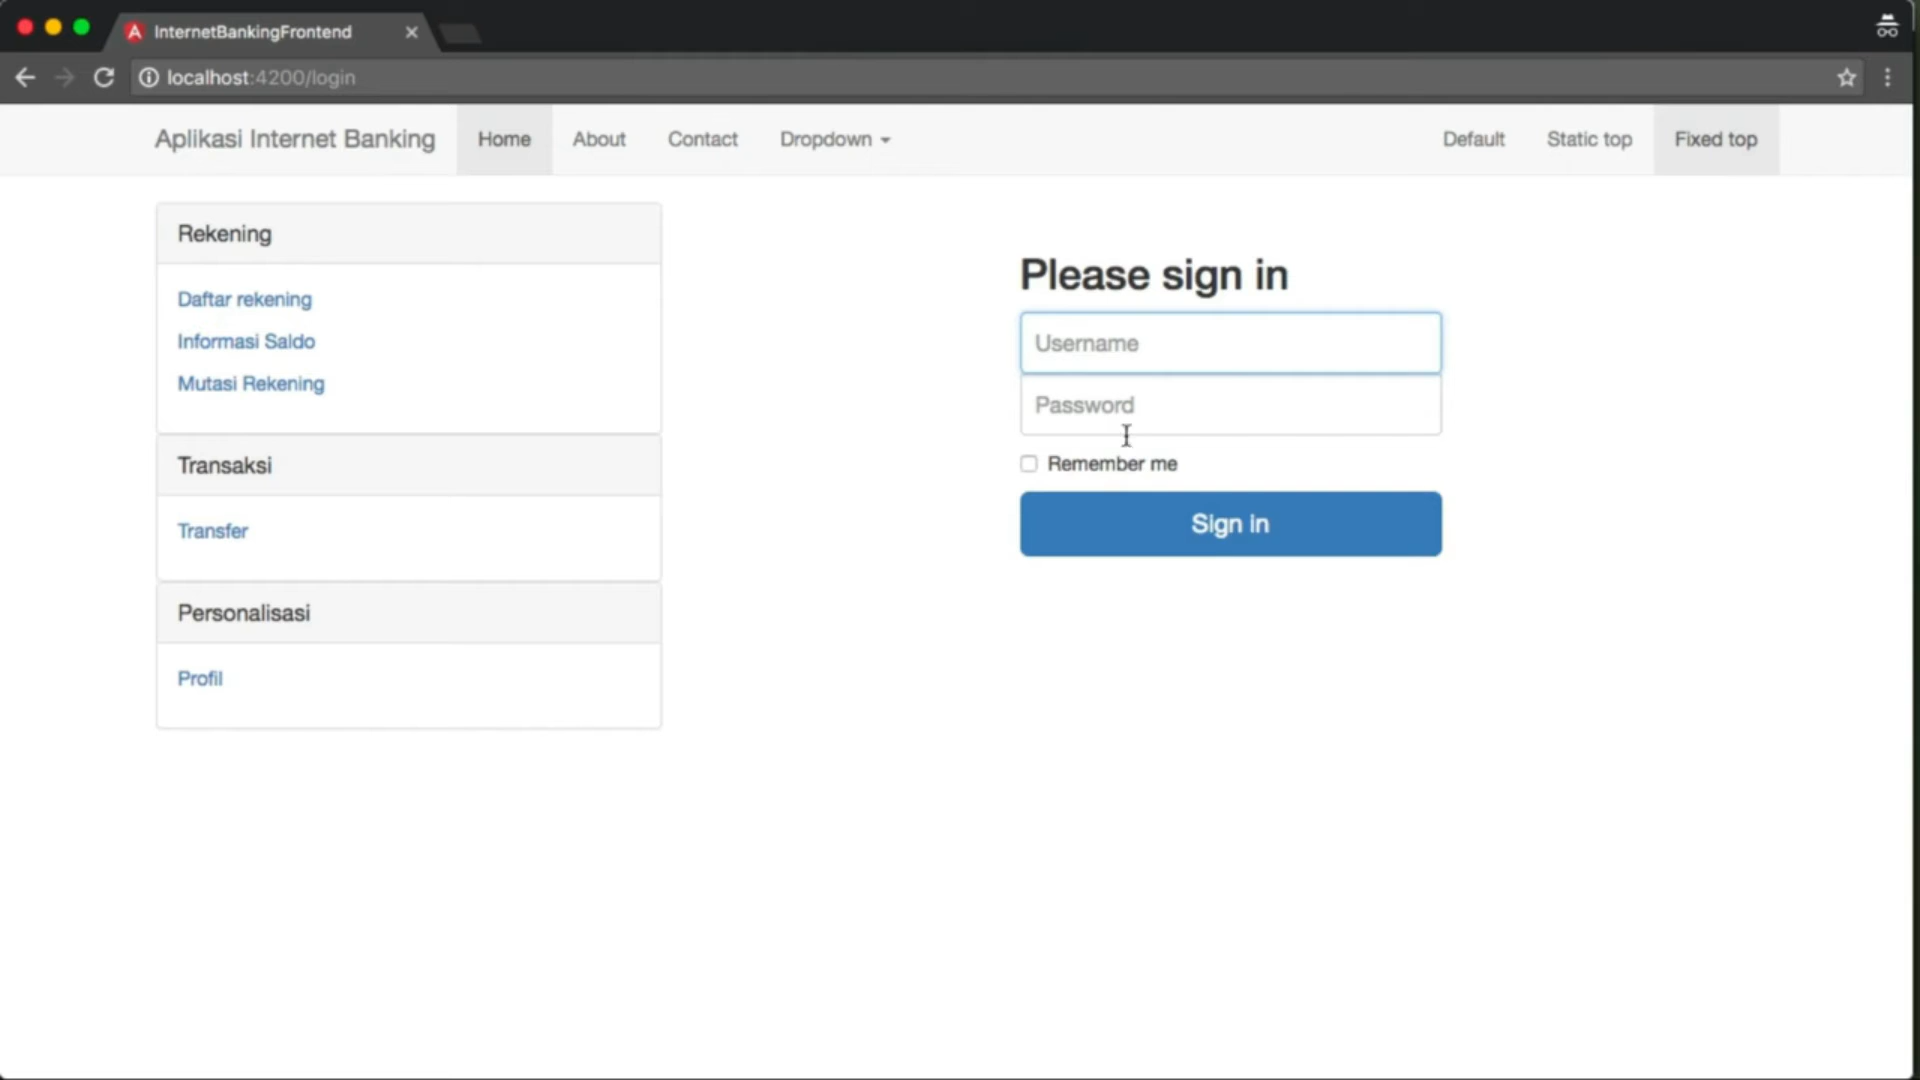 InternetBankingFrontend
localhost:4200/login
Aplikasi Internet Banking Home About Contact Dropdown Default Static top Fixed top
Rekening
Daftar rekening
Informasi Saldo
Mutasi Rekening
Transaksi
Transfer
Personalisasi
Profil
Please sign in
Username
Password
Remember me
Sign in